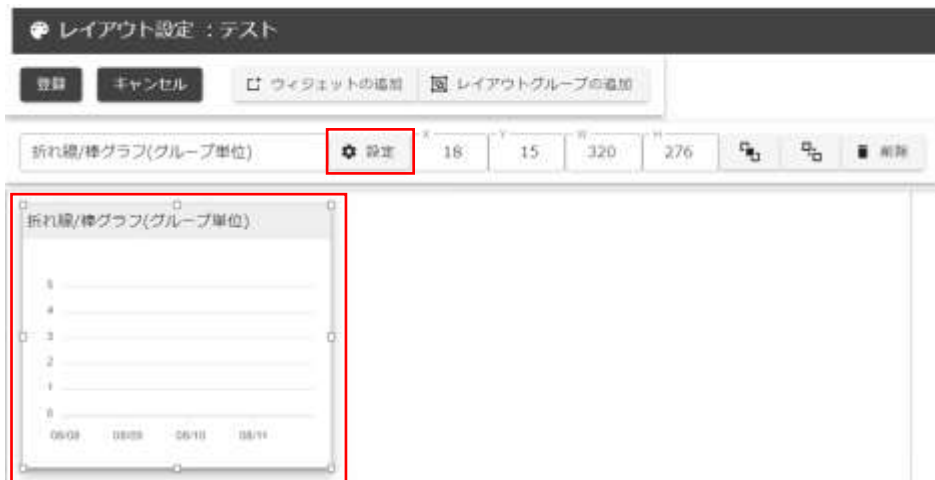 レイアウト設定 ：テスト
登録 キャンセル ウィジェットの追加 レイアウトグループの追加
折れ線/棒グラフ(グループ単位) 設定 X 18 Y 15 W 320 H 276 削除
折れ線/棒グラフ(グループ単位)
5
4
3
2
1
0
08/08 08/09 08/10 08/11